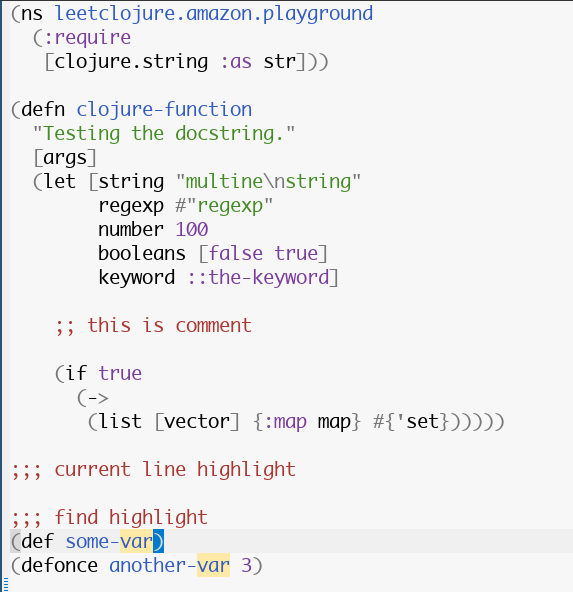 (ns leetclojure.amazon.playground
  (:require
   [clojure.string :as str]))

(defn clojure-function
  "Testing the docstring."
  [args]
  (let [string "multine\nstring"
        regexp #"regexp"
        number 100
        booleans [false true]
        keyword ::the-keyword]

    ;; this is comment

    (if true
      (->
       (list [vector] {:map map} #{'set})))))

;;; current line highlight

;;; find highlight
(def some-var)
(defonce another-var 3)